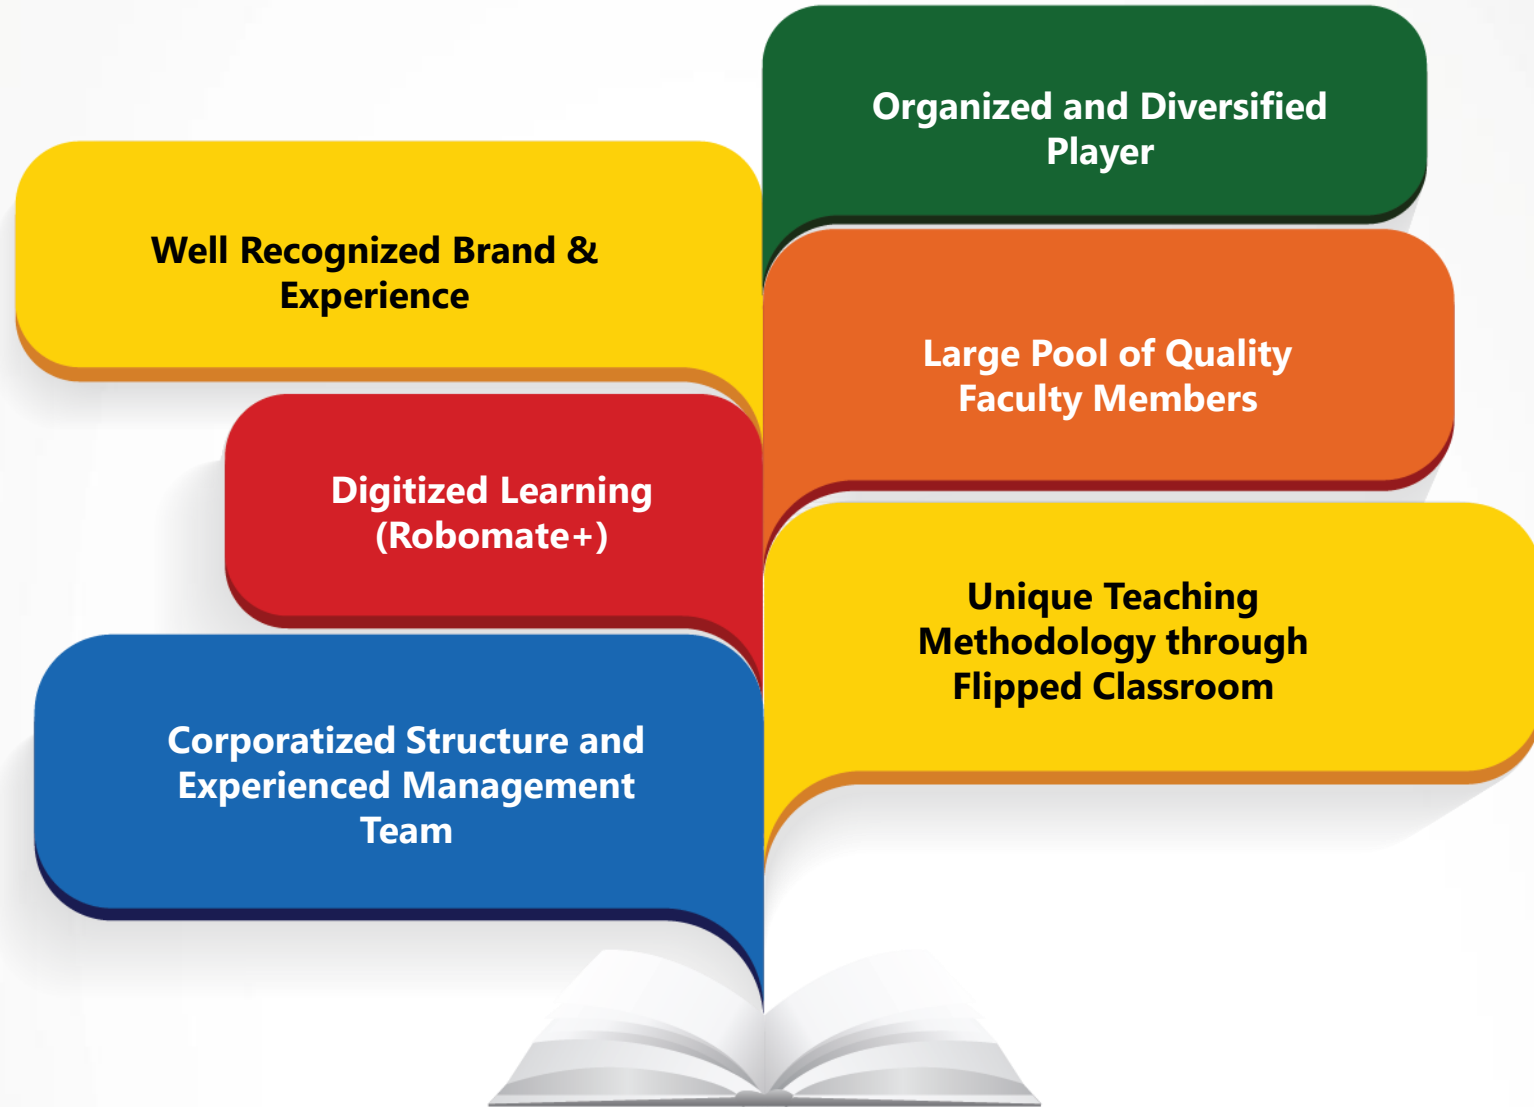 Organized and Diversified
Player
Well Recognized Brand &
Experience
Large Pool of Quality
Faculty Members
Digitized Learning
(Robomate+)
Unique Teaching
Methodology through
Flipped Classroom
Corporatized Structure and
Experienced Management
Team